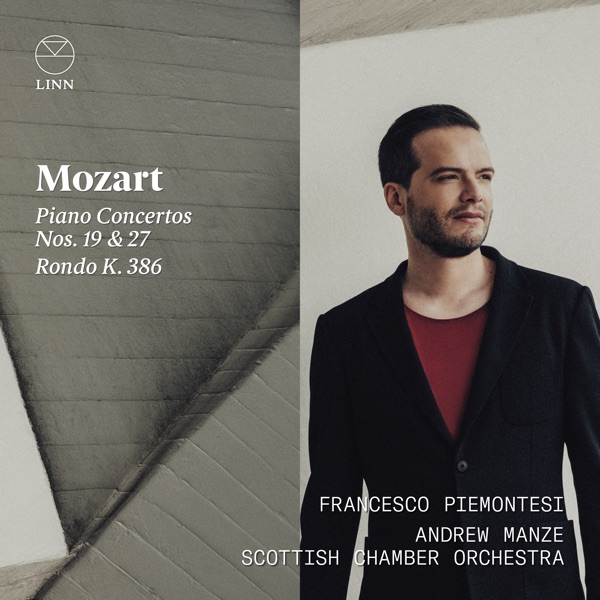 LINN
Mozart
Piano Concertos
Nos. 19 & 27
Rondo K. 386
FRANCESCO PIEMONTESI
ANDREW MANZE
SCOTTISH CHAMBER ORCHESTRA